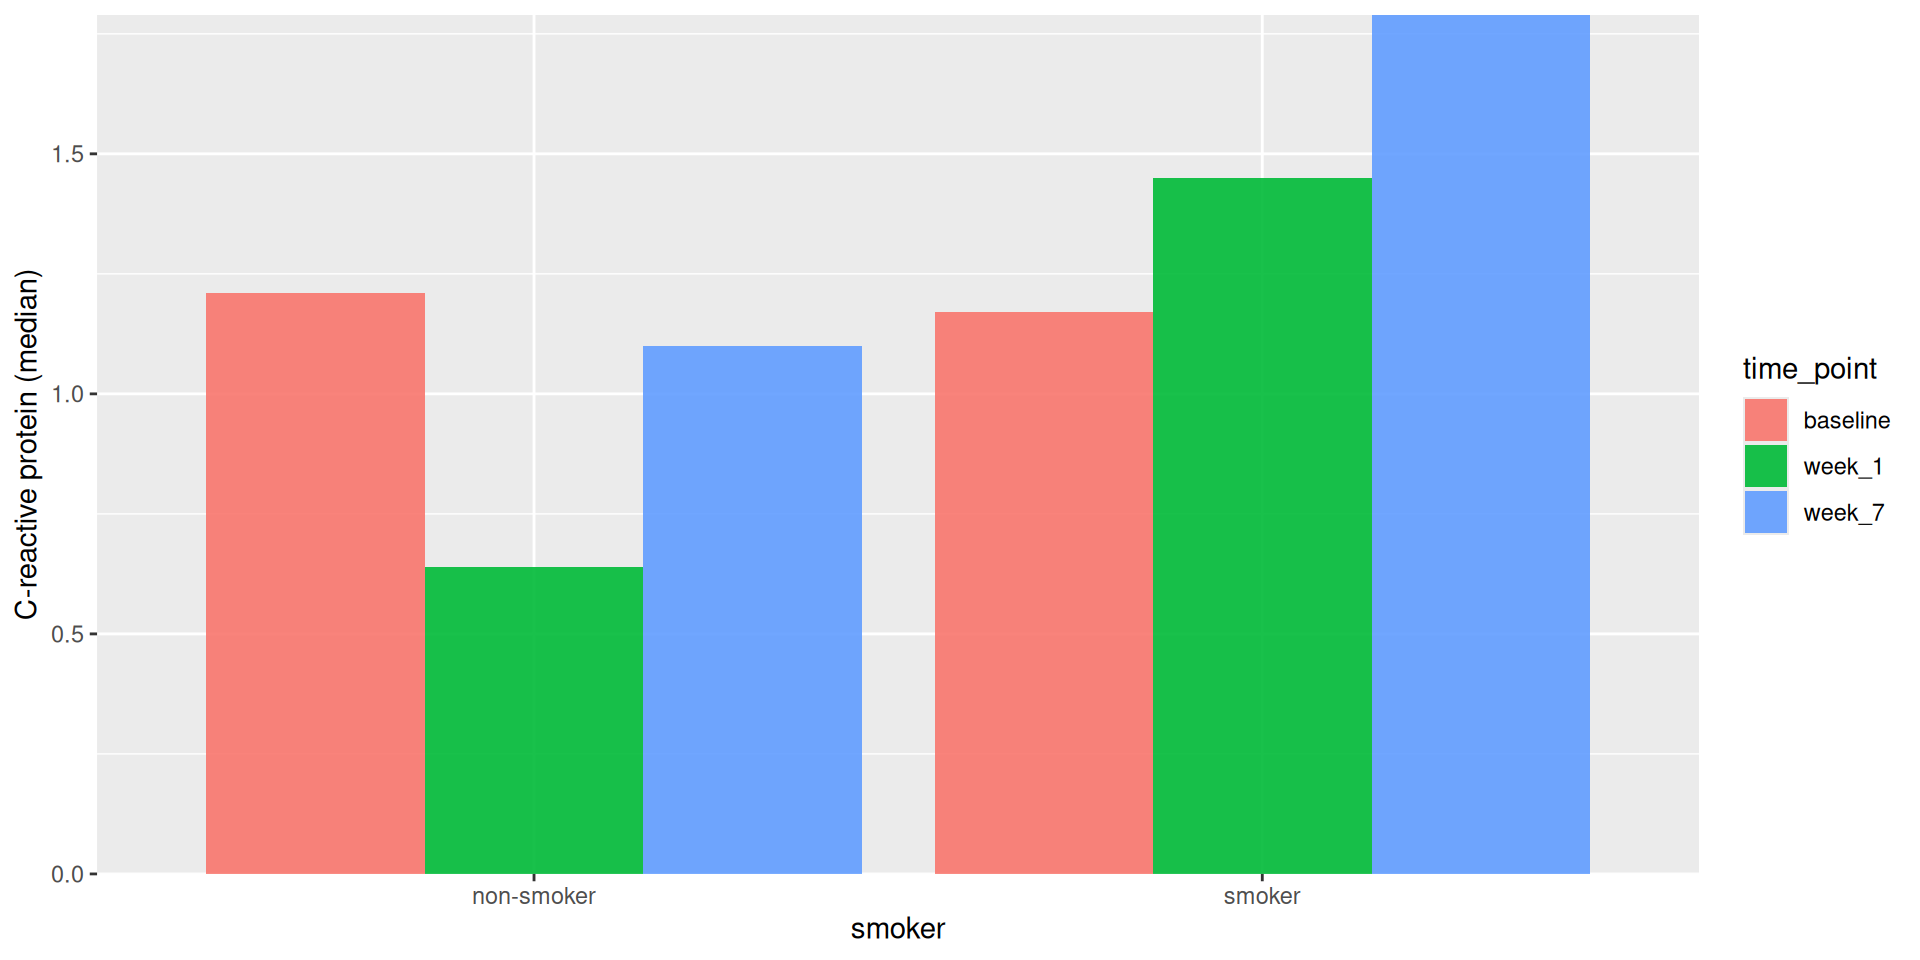 C-reactive protein (median)
1.5
1.0
0.5
0.0
non-smoker
smoker
smoker
time_point
baseline
week_1
week_7